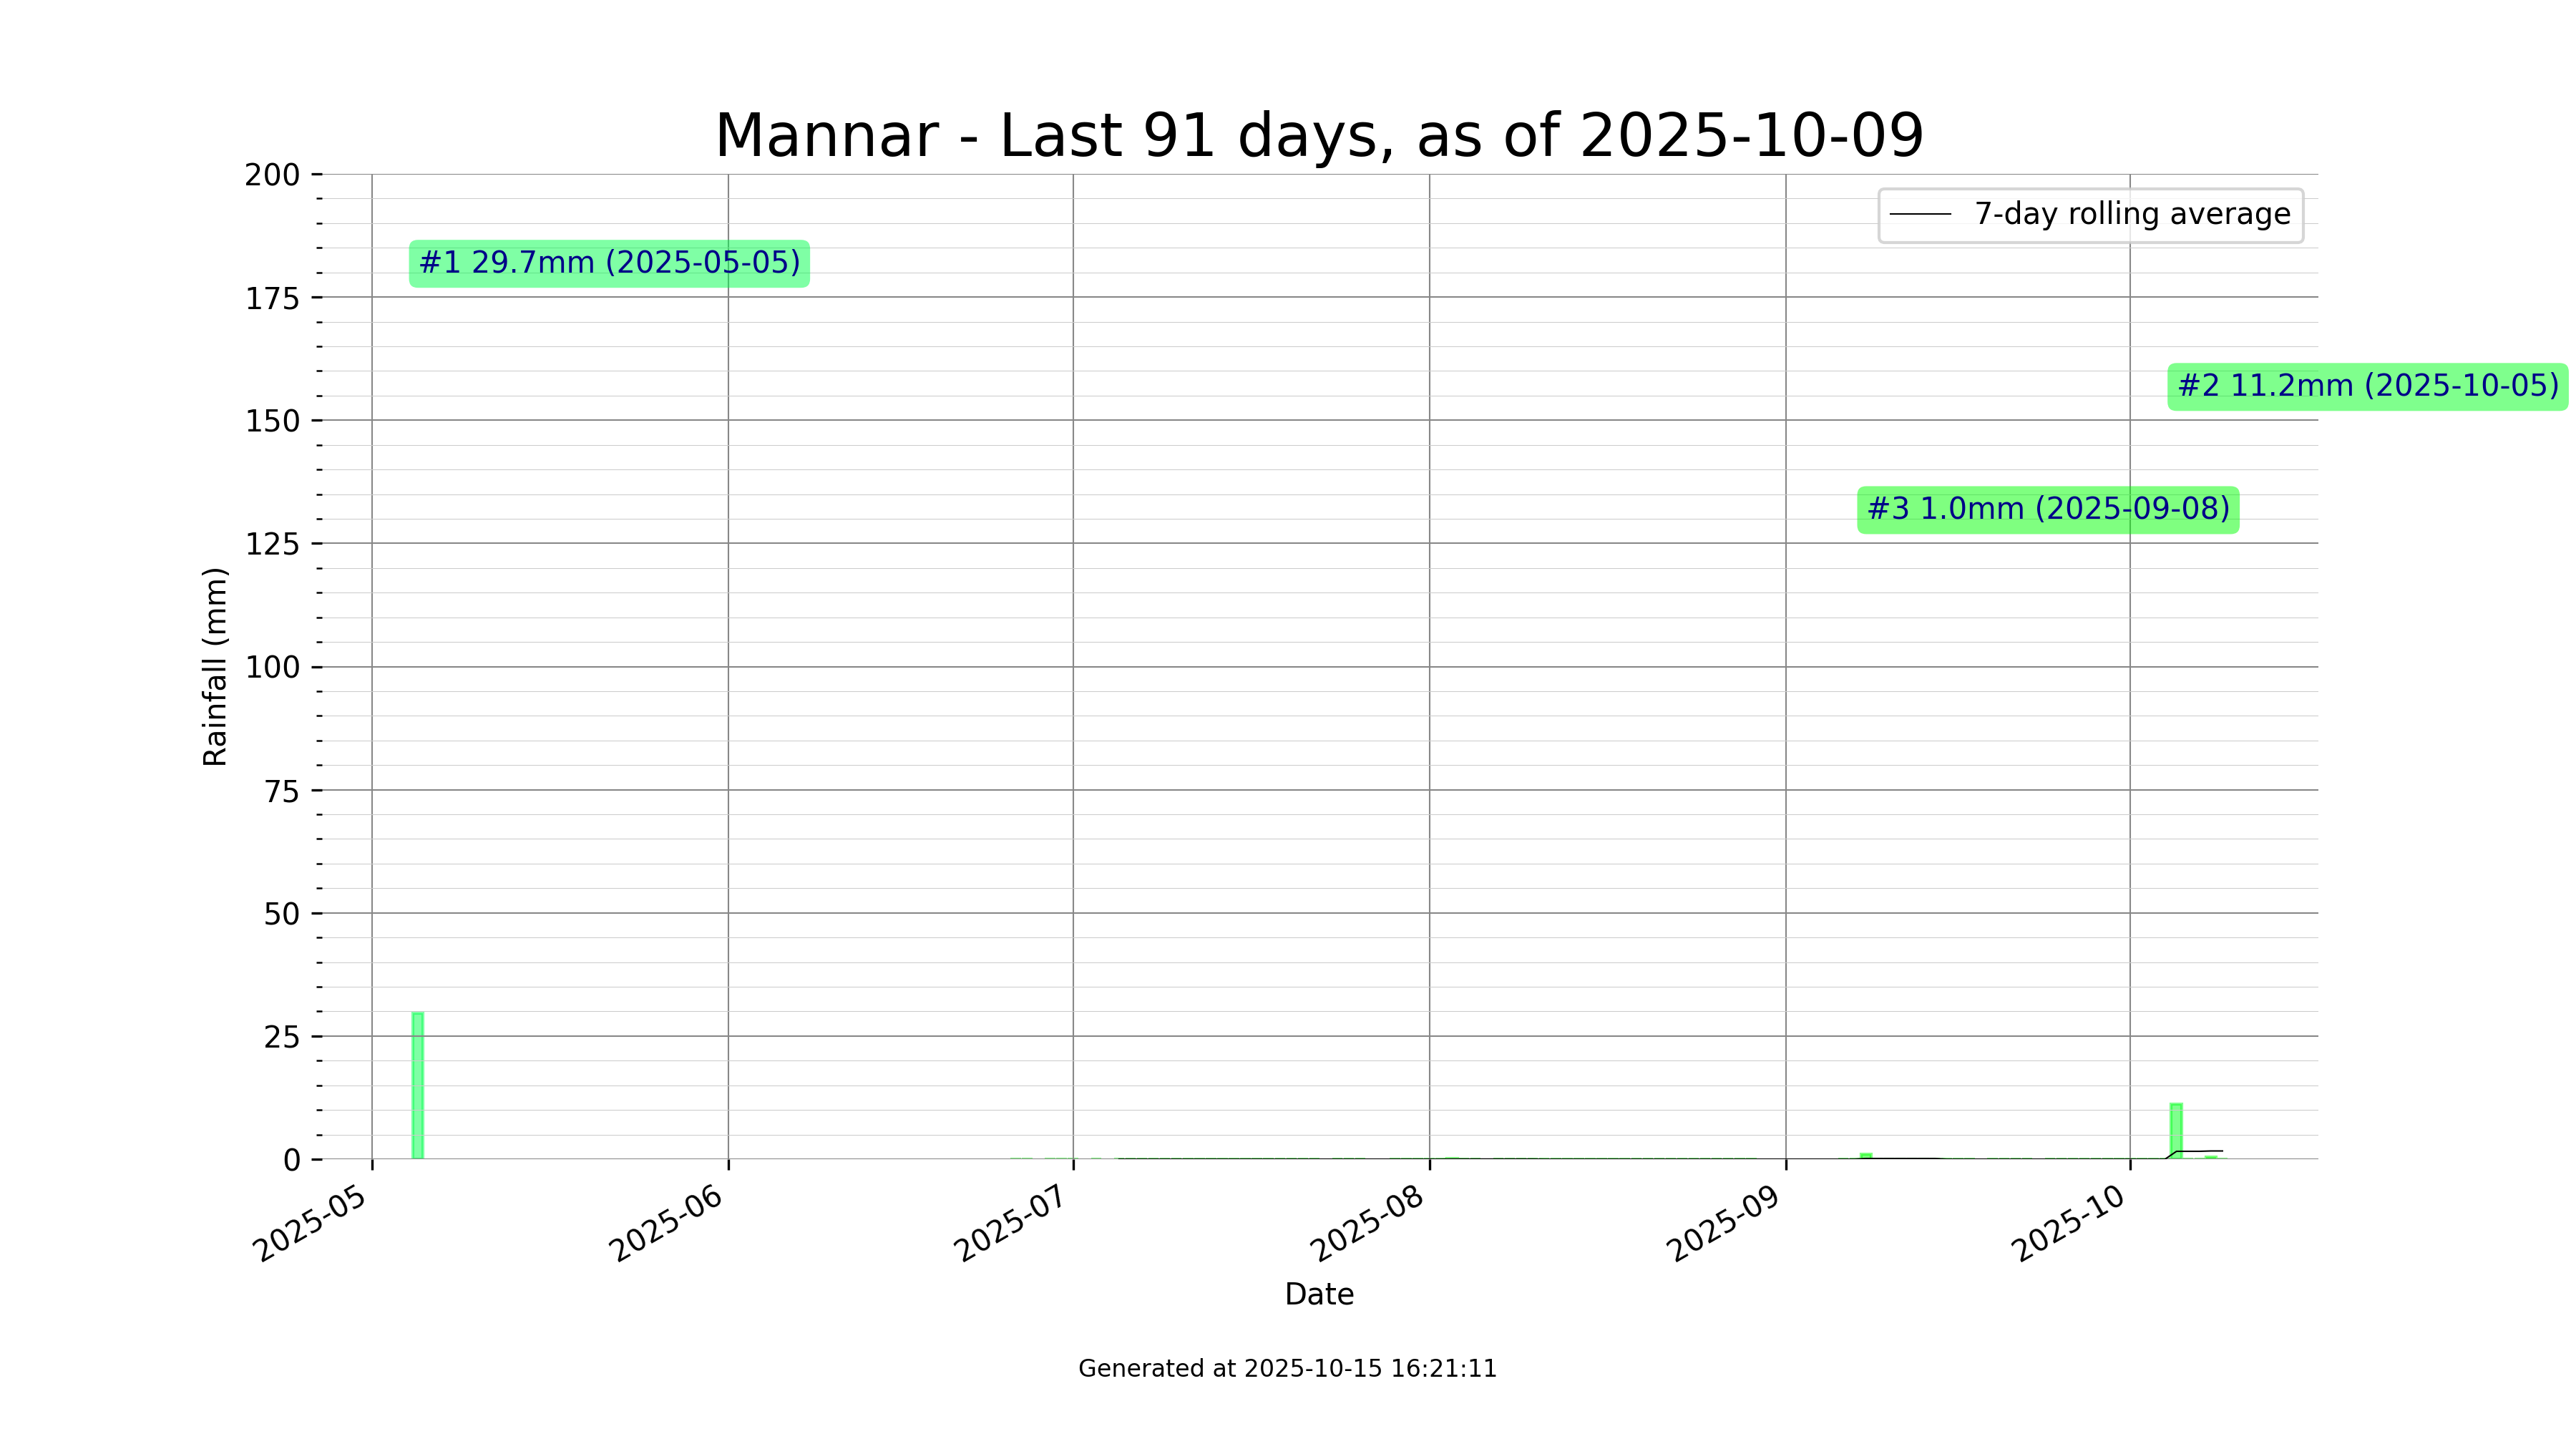 Mannar - Last 91 days, as of 2025-10-09
200
175
150
125
100
75
50
25
0
Rainfall (mm)
7-day rolling average
#1 29.7mm (2025-05-05)
#2 11.2mm (2025-10-05)
#3 1.0mm (2025-09-08)
2025-05
2025-06
2025-07
2025-08
2025-09
2025-10
Date
Generated at 2025-10-15 16:21:11